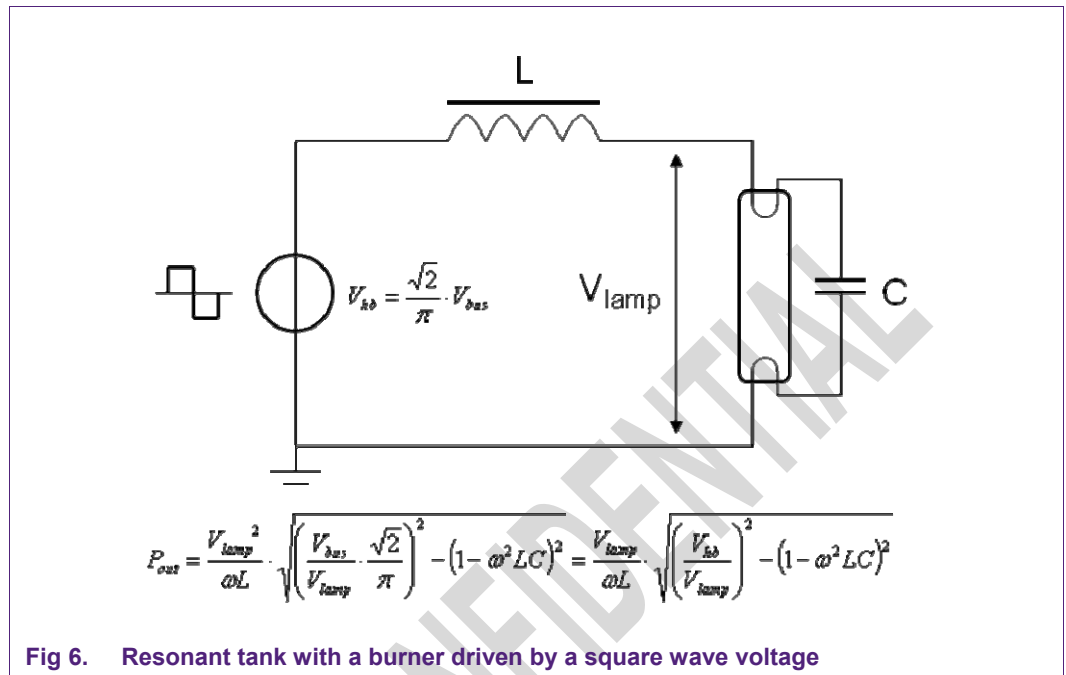 L
V_hb = √2/π · V_bus
V_lamp
C
P_out = V_lamp²/ωL · √((V_bus/V_lamp · √2/π)² − (1 − ω²LC)²) = V_lamp/ωL · √((V_hb/V_lamp)² − (1 − ω²LC)²)
NFIDENTIAL
Fig 6. Resonant tank with a burner driven by a square wave voltage